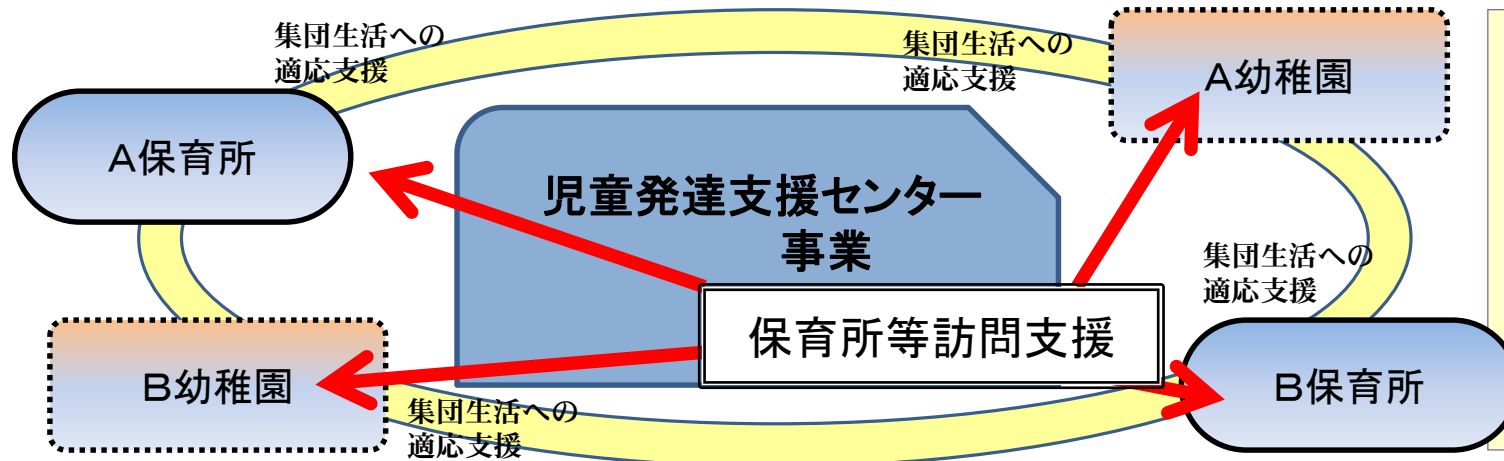 集団生活への
適応支援
集団生活への
適応支援
A幼稚園
A保育所
児童発達支援センター
事業
集団生活への
適応支援
保育所等訪問支援
B幼稚園
B保育所
集団生活への
適応支援